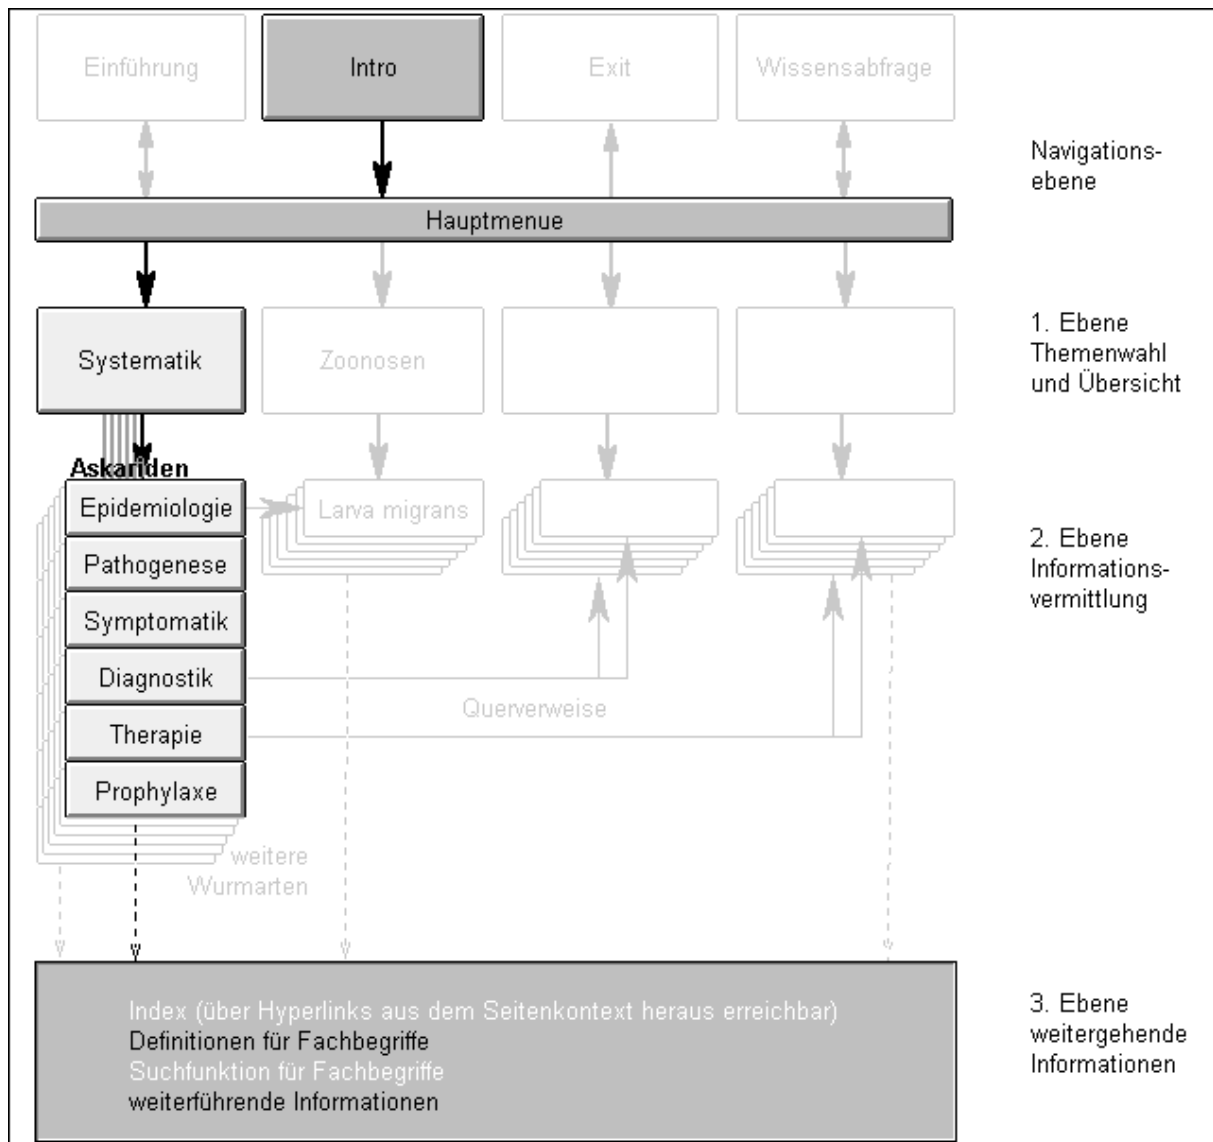 Einführung
Intro
Exit
Wissensabfrage
Navigations-
ebene
Hauptmenue
Systematik
Zoonosen
1. Ebene
Themenwahl
und Übersicht
Askariden
Epidemiologie
Larva migrans
Pathogenese
Symptomatik
Diagnostik
Therapie
Prophylaxe
2. Ebene
Informations-
vermittlung
Querverweise
weitere
Wurmarten
Index (über Hyperlinks aus dem Seitenkontext heraus erreichbar)
Definitionen für Fachbegriffe
Suchfunktion für Fachbegriffe
weiterführende Informationen
3. Ebene
weitergehende
Informationen